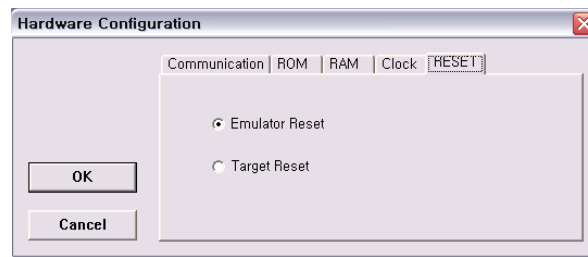 Hardware Configuration
Communication ROM RAM Clock RESET
Emulator Reset
Target Reset
OK
Cancel